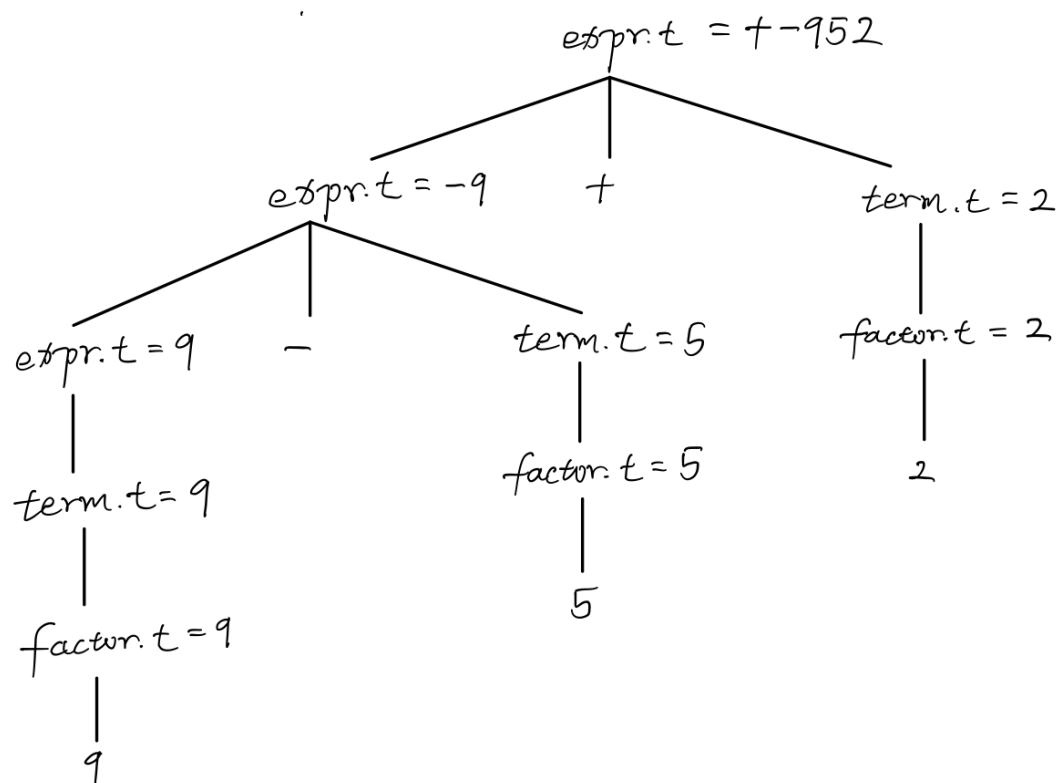 expr.t = +-952
expr.t = -9 + term.t = 2
expr.t = 9 - term.t = 5 factor.t = 2
term.t = 9 factor.t = 5 2
factor.t = 9 5
9